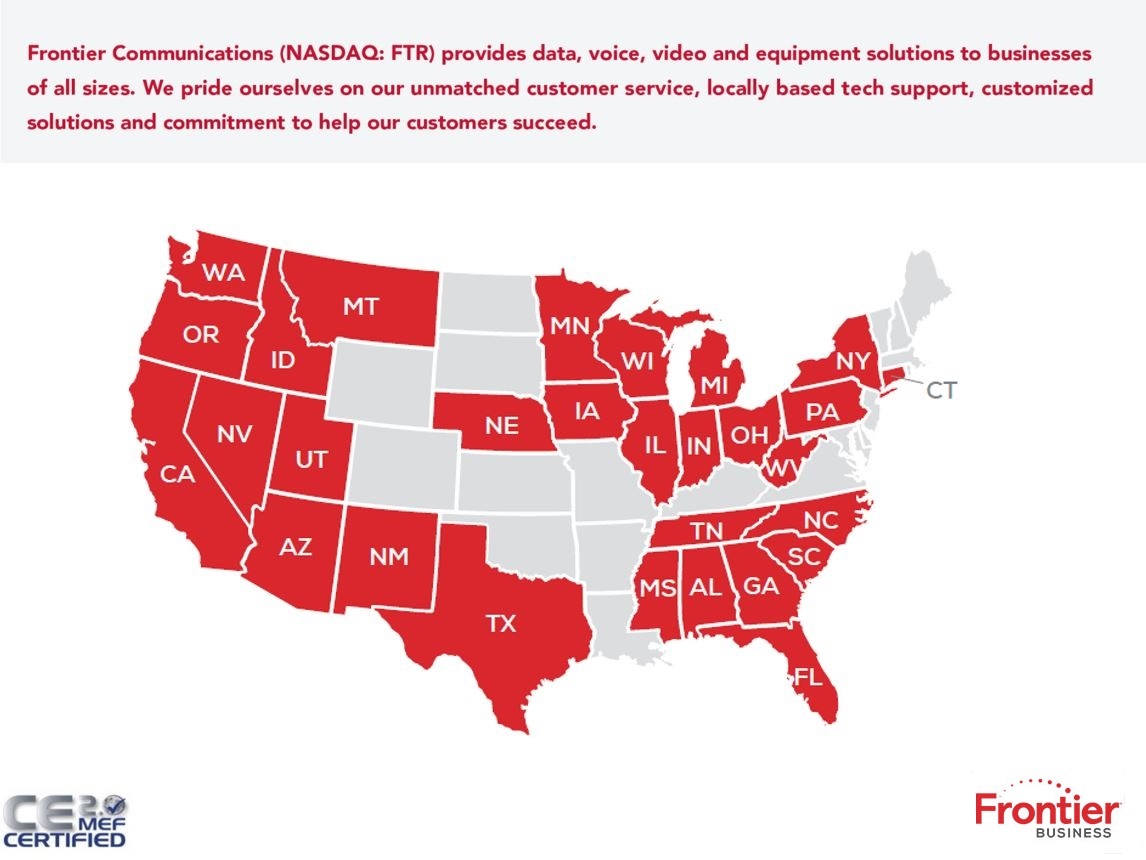 Frontier Communications (NASDAQ: FTR) provides data, voice, video and equipment solutions to businesses
of all sizes. We pride ourselves on our unmatched customer service, locally based tech support, customized
solutions and commitment to help our customers succeed.
WA
MT
OR
ID
MN
WI
MI
NY
CT
NE
IA
PA
NV
UT
CA
IL
IN
OH
WV
AZ
NM
TN
NC
SC
MS
AL
GA
TX
FL
CE 2.0
MEF
CERTIFIED
Frontier
BUSINESS